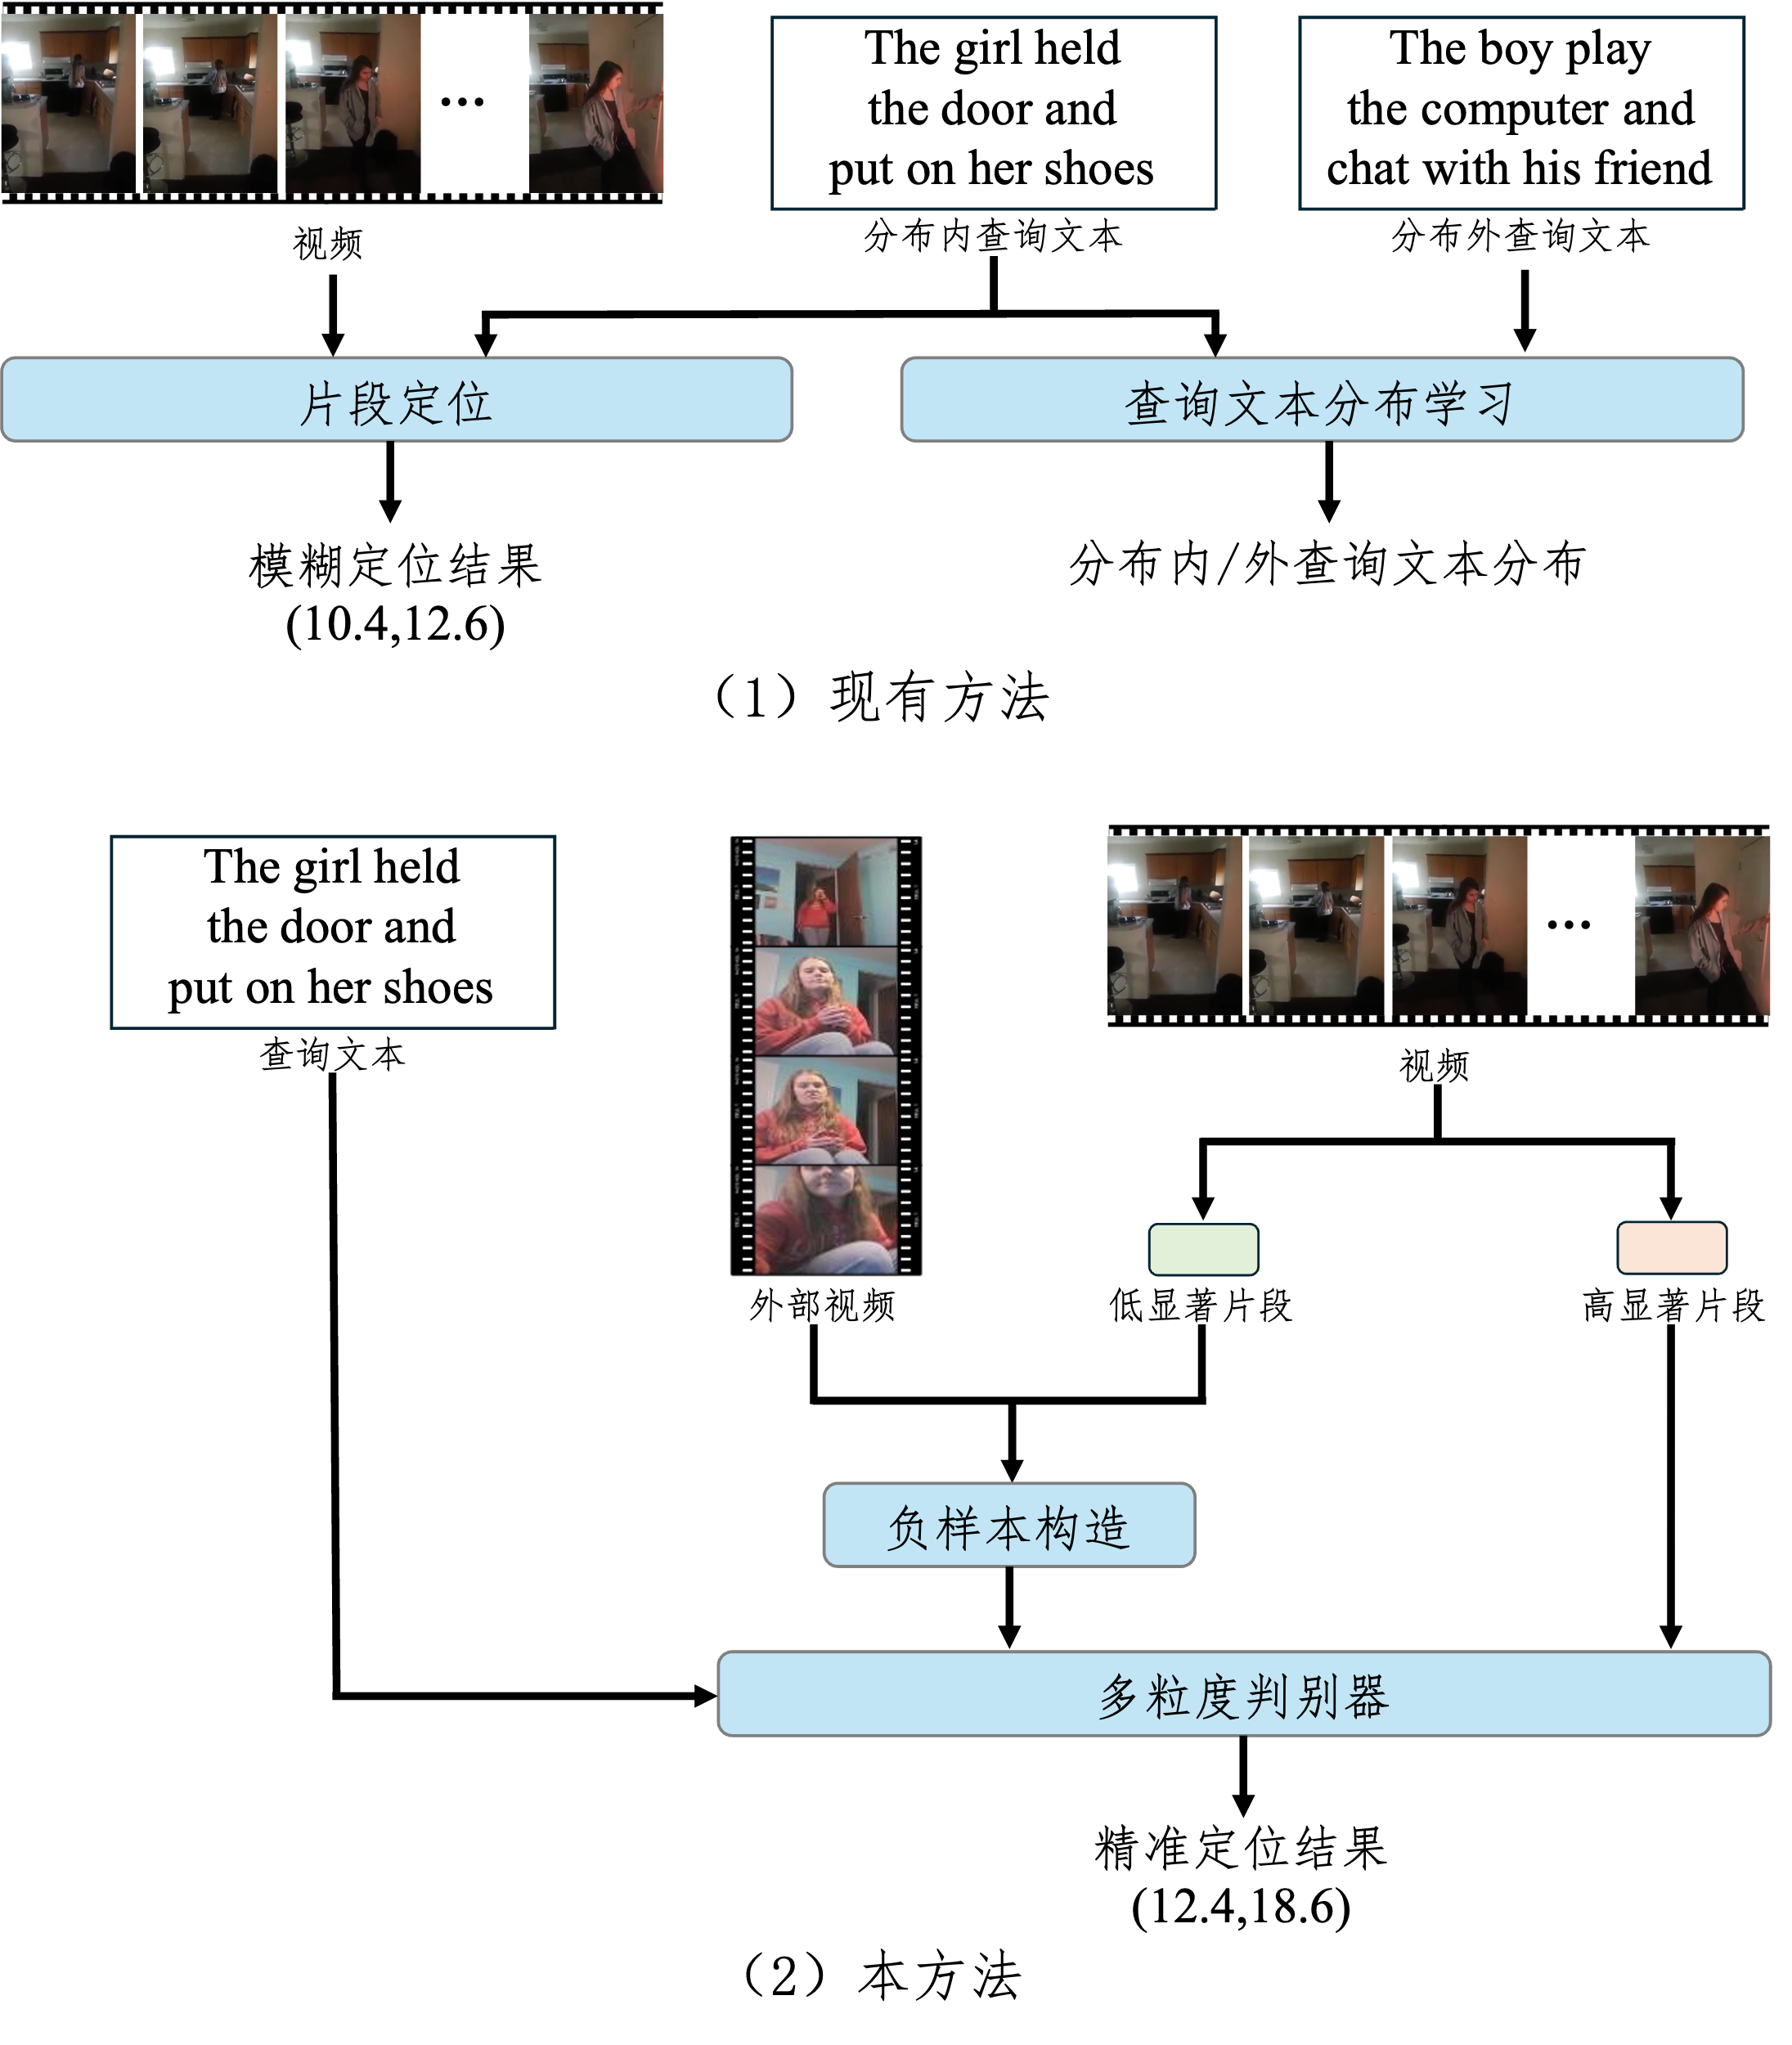 The girl held
the door and
put on her shoes
The boy play
the computer and
chat with his friend
视频
分布内查询文本
分布外查询文本
片段定位
查询文本分布学习
模糊定位结果
(10.4,12.6)
分布内/外查询文本分布
（1）现有方法
The girl held
the door and
put on her shoes
查询文本
外部视频
视频
低显著片段
高显著片段
负样本构造
多粒度判别器
精准定位结果
(12.4,18.6)
（2）本方法